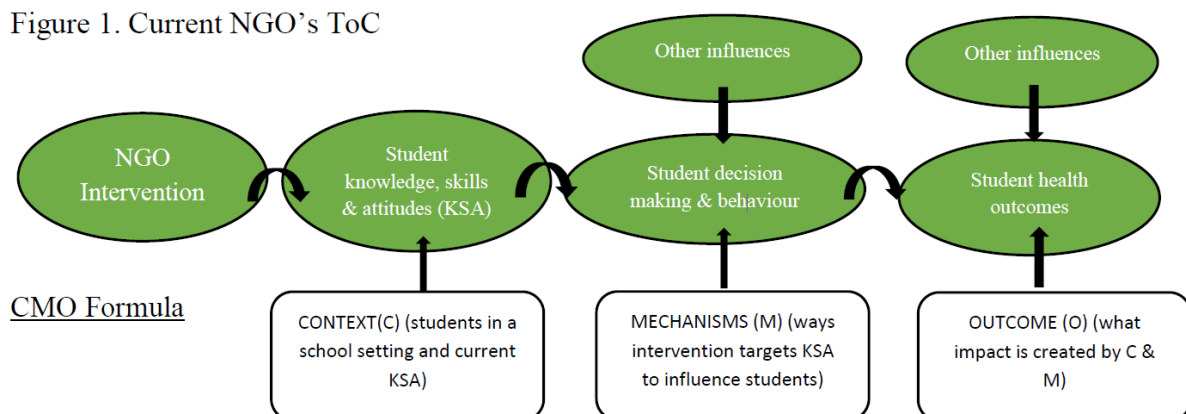 Figure 1. Current NGO’s ToC
Other influences
Other influences
NGO
Intervention
Student
knowledge, skills
& attitudes (KSA)
Student decision
making & behaviour
Student health
outcomes
CMO Formula
CONTEXT(C) (students in a
school setting and current
KSA)
MECHANISMS (M) (ways
intervention targets KSA
to influence students)
OUTCOME (O) (what
impact is created by C &
M)